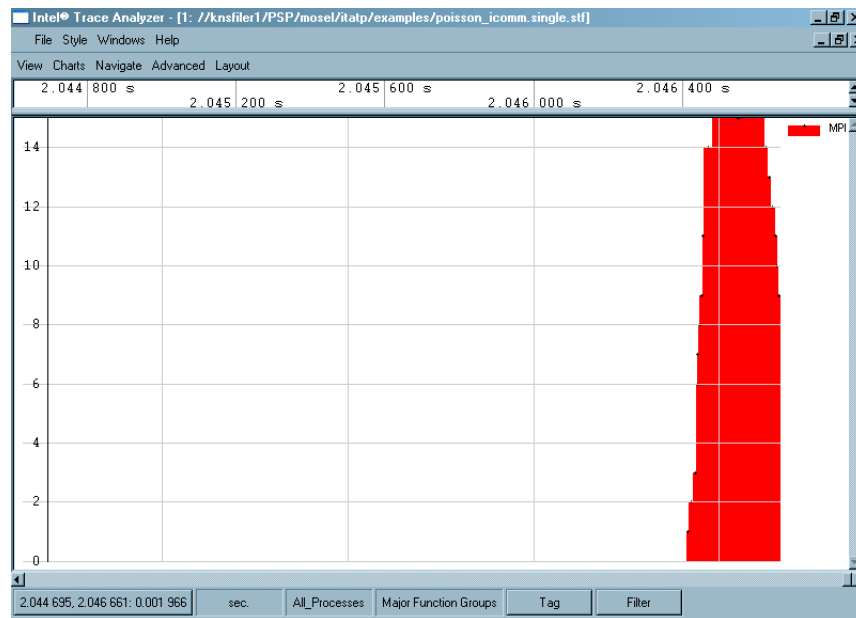 Intel® Trace Analyzer - [1: //knsfiler1/PSP/mosel/itatp/examples/poisson_icomm.single.stf]
File Style Windows Help
View Charts Navigate Advanced Layout
2.044 800 s 2.045 600 s 2.046 400 s
2.045 200 s 2.046 000 s
MPI
14
12
10
8
6
4
2
0
2.044 695, 2.046 661: 0.001 966 sec. All_Processes Major Function Groups Tag Filter